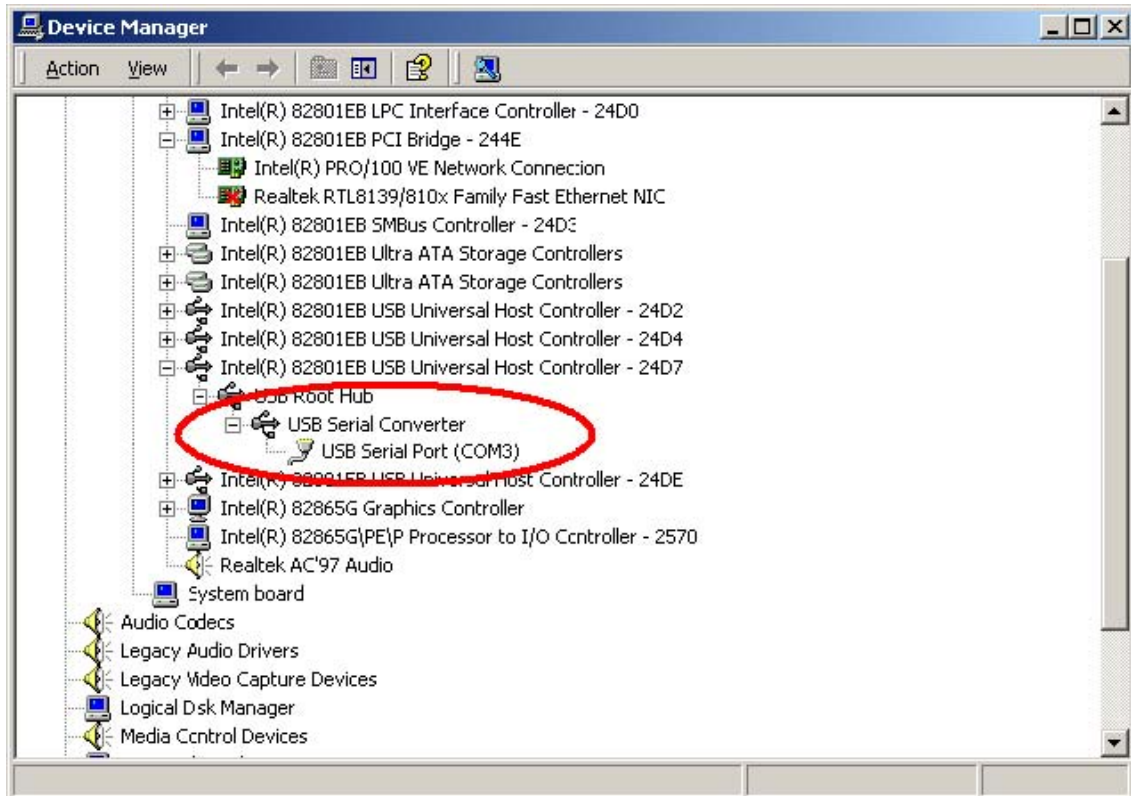 Device Manager
Action View
Intel(R) 82801EB LPC Interface Controller - 24D0
Intel(R) 82801EB PCI Bridge - 244E
Intel(R) PRO/100 VE Network Connection
Realtek RTL8139/810x Family Fast Ethernet NIC
Intel(R) 82801EB SMBus Controller - 24D3
Intel(R) 82801EB Ultra ATA Storage Controllers
Intel(R) 82801EB Ultra ATA Storage Controllers
Intel(R) 82801EB USB Universal Host Controller - 24D2
Intel(R) 82801EB USB Universal Host Controller - 24D4
Intel(R) 82801EB USB Universal Host Controller - 24D7
USB Root Hub
USB Serial Converter
USB Serial Port (COM3)
Intel(R) 82801EB USB Universal Host Controller - 24DE
Intel(R) 82865G Graphics Controller
Intel(R) 82865G\PE\P Processor to I/O Controller - 2570
Realtek AC'97 Audio
System board
Audio Codecs
Legacy Audio Drivers
Legacy Video Capture Devices
Logical Disk Manager
Media Control Devices